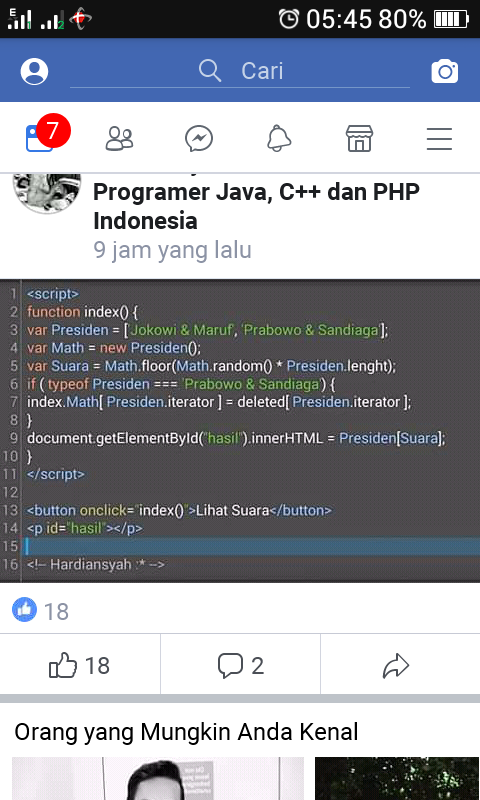 E
2
05:45 80%
Cari
7
Programer Java, C++ dan PHP
Indonesia
9 jam yang lalu
1 <script>
2 function index() {
3 var Presiden = ['Jokowi & Maruf', 'Prabowo & Sandiaga'];
4 var Math = new Presiden();
5 var Suara = Math.floor(Math.random() * Presiden.lenght);
6 if ( typeof Presiden === 'Prabowo & Sandiaga') {
7 index.Math[ Presiden.iterator ] = deleted[ Presiden.iterator ];
8 }
9 document.getElementById("hasil").innerHTML = Presiden[Suara];
10 }
11 </script>
12
13 <button onclick="index()">Lihat Suara</button>
14 <p id="hasil"></p>
15
16 <!-- Hardiansyah :* -->
18
18
2
Orang yang Mungkin Anda Kenal